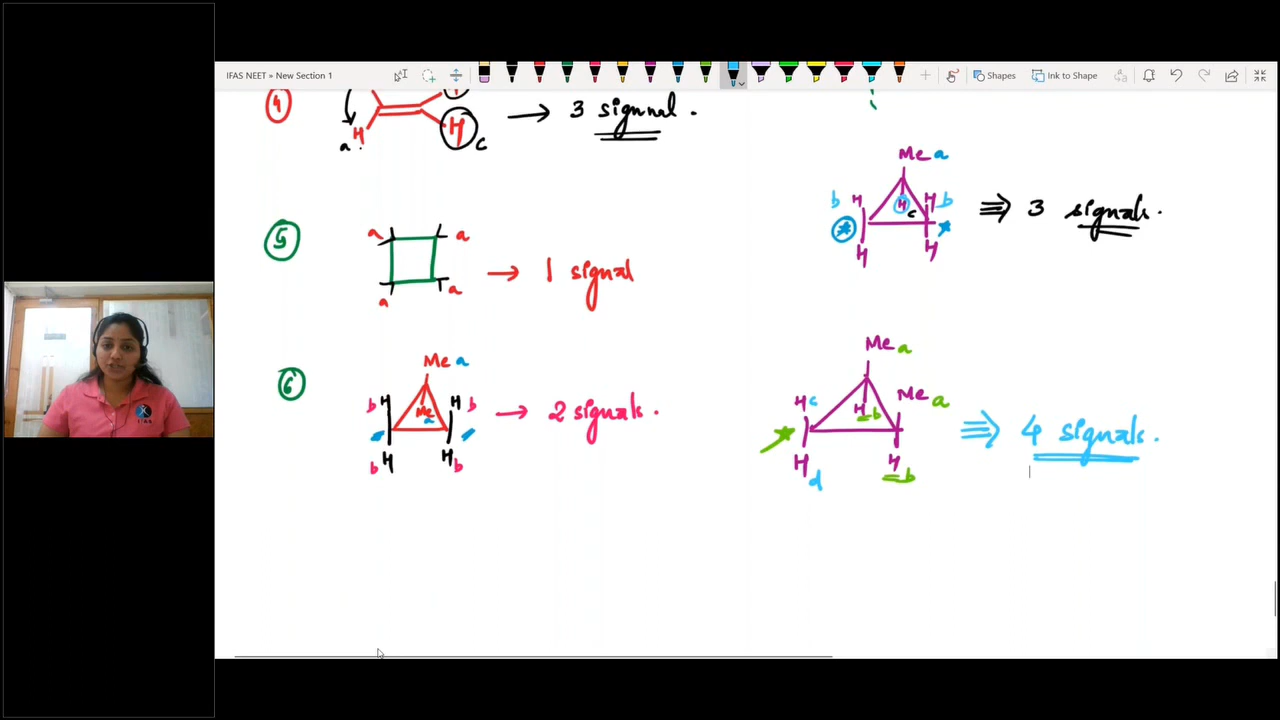 IFAS NEET » New Section 1
Shapes
Ink to Shape
4
H
a
H
c
3 signnal.
5
a
a
a
a
1 signal
6
Me a
H
H
b
b
Me
a
H
H
b
b
2 signals.
Me a
b H
H b
H
c
H
H
3 signals.
Me a
H c
H
b
Me a
H
d
H
b
4 signals.